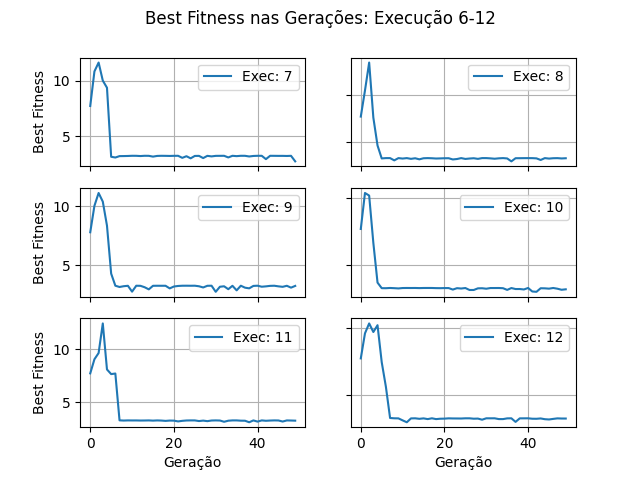 Best Fitness nas Gerações: Execução 6-12
Best Fitness
10
5
Exec: 7
Exec: 8
Best Fitness
10
5
Exec: 9
Exec: 10
Best Fitness
10
5
Exec: 11
Exec: 12
0 20 40
0 20 40
Geração
Geração